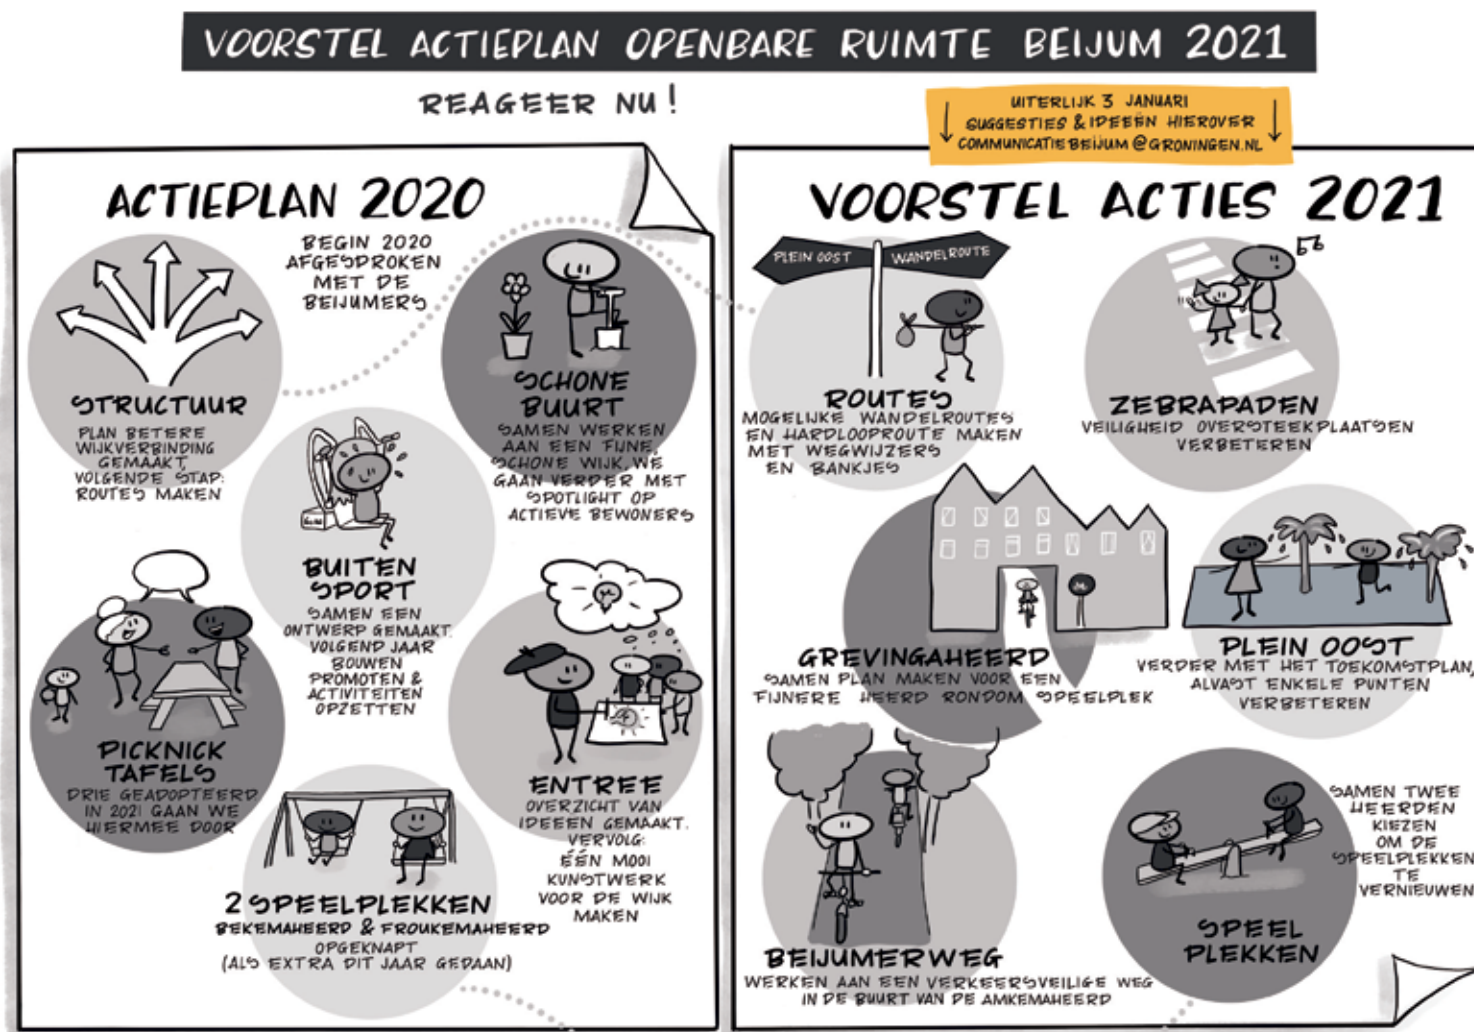 VOORSTEL ACTIEPLAN OPENBARE RUIMTE BEIJUM 2021
REAGEER NU!
UITERLIJK 3 JANUARI
SUGGESTIES & IDEEËN HIEROVER
COMMUNICATIEBEIJUM@GRONINGEN.NL
ACTIEPLAN 2020
BEGIN 2020
AFGESPROKEN
MET DE
BEIJUMERS
STRUCTUUR
PLAN BETERE
WIJKVERBINDING
GEMAAKT,
VOLGENDE STAP:
ROUTES MAKEN
SCHONE
BUURT
SAMEN WERKEN
AAN EEN FIJNE,
SCHONE WIJK. WE
GAAN VERDER MET
SPOTLIGHT OP
ACTIEVE BEWONERS
BUITEN
SPORT
SAMEN EEN
ONTWERP GEMAAKT.
VOLGEND JAAR
BOUWEN
PROMOTEN &
ACTIVITEITEN
OPZETTEN
PICKNICK
TAFELS
DRIE GEADOPTEERD
IN 2021 GAAN WE
HIERMEE DOOR
ENTREE
OVERZICHT VAN
IDEEEN GEMAAKT.
VERVOLG:
ÉÉN MOOI
KUNSTWERK
VOOR DE WIJK
MAKEN
2 SPEELPLEKKEN
BEKEMAHEERD & FROUKEMAHEERD
OPGEKNAPT
(ALS EXTRA DIT JAAR GEDAAN)
VOORSTEL ACTIES 2021
PLEIN OOST
WANDELROUTE
ROUTES
MOGELIJKE WANDELROUTES
EN HARDLOOPROUTE MAKEN
MET WEGWIJZERS
EN BANKJES
ZEBRAPADEN
VEILIGHEID OVERSTEEKPLAATSEN
VERBETEREN
GREVINGAHEERD
SAMEN PLAN MAKEN VOOR EEN
FIJNERE HEERD RONDOM SPEELPLEK
PLEIN OOST
VERDER MET HET TOEKOMSTPLAN,
ALVAST ENKELE PUNTEN
VERBETEREN
BEIJUMERWEG
WERKEN AAN EEN VERKEERSVEILIGE WEG
IN DE BUURT VAN DE AMKEMAHEERD
SAMEN TWEE
HEERDEN
KIEZEN
OM DE
SPEELPLEKKEN
TE
VERNIEUWEN
SPEEL
PLEKKEN